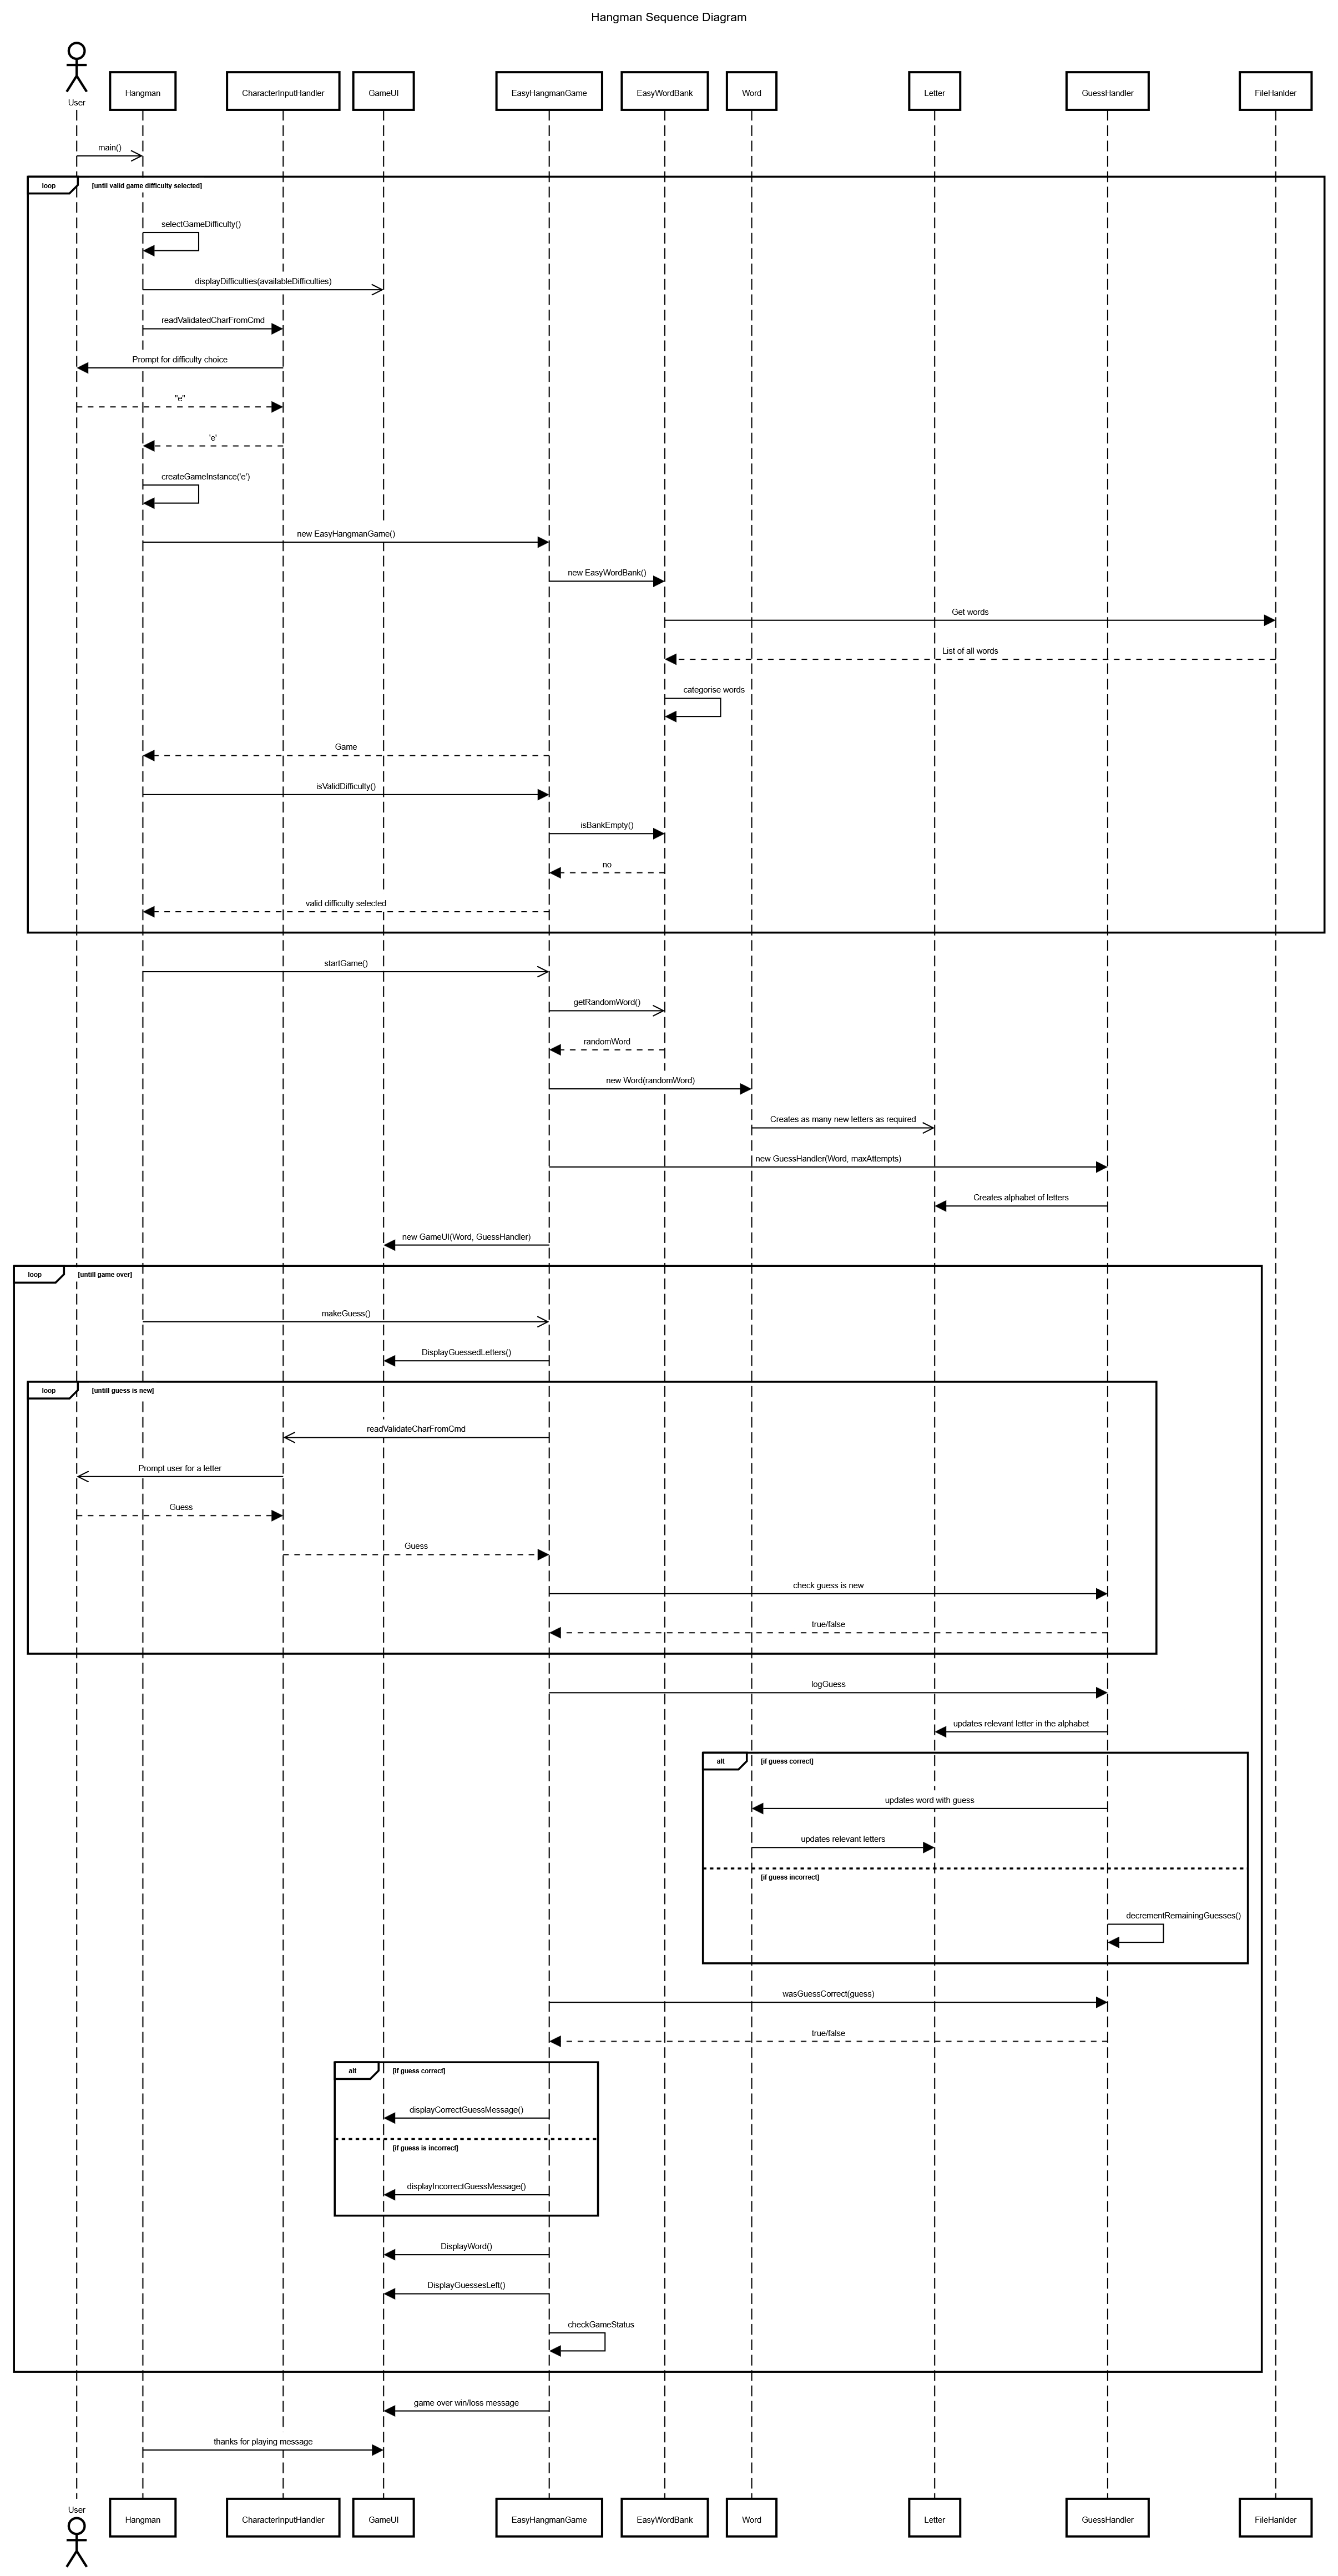 Hangman Sequence Diagram
User
Hangman
CharacterInputHandler
GameUI
EasyHangmanGame
EasyWordBank
Word
Letter
GuessHandler
FileHanlder
main()
loop
[until valid game difficulty selected]
selectGameDifficulty()
displayDifficulties(availableDifficulties)
readValidatedCharFromCmd
Prompt for difficulty choice
"e"
'e'
createGameInstance('e')
new EasyHangmanGame()
new EasyWordBank()
Get words
List of all words
categorise words
Game
isValidDifficulty()
isBankEmpty()
no
valid difficulty selected
startGame()
getRandomWord()
randomWord
new Word(randomWord)
Creates as many new letters as required
new GuessHandler(Word, maxAttempts)
Creates alphabet of letters
new GameUI(Word, GuessHandler)
loop
[untill game over]
makeGuess()
DisplayGuessedLetters()
loop
[untill guess is new]
readValidateCharFromCmd
Prompt user for a letter
Guess
Guess
check guess is new
true/false
logGuess
updates relevant letter in the alphabet
alt
[if guess correct]
updates word with guess
updates relevant letters
[if guess incorrect]
decrementRemainingGuesses()
wasGuessCorrect(guess)
true/false
alt
[if guess correct]
displayCorrectGuessMessage()
[if guess is incorrect]
displayIncorrectGuessMessage()
DisplayWord()
DisplayGuessesLeft()
checkGameStatus
game over win/loss message
thanks for playing message
User
Hangman
CharacterInputHandler
GameUI
EasyHangmanGame
EasyWordBank
Word
Letter
GuessHandler
FileHanlder